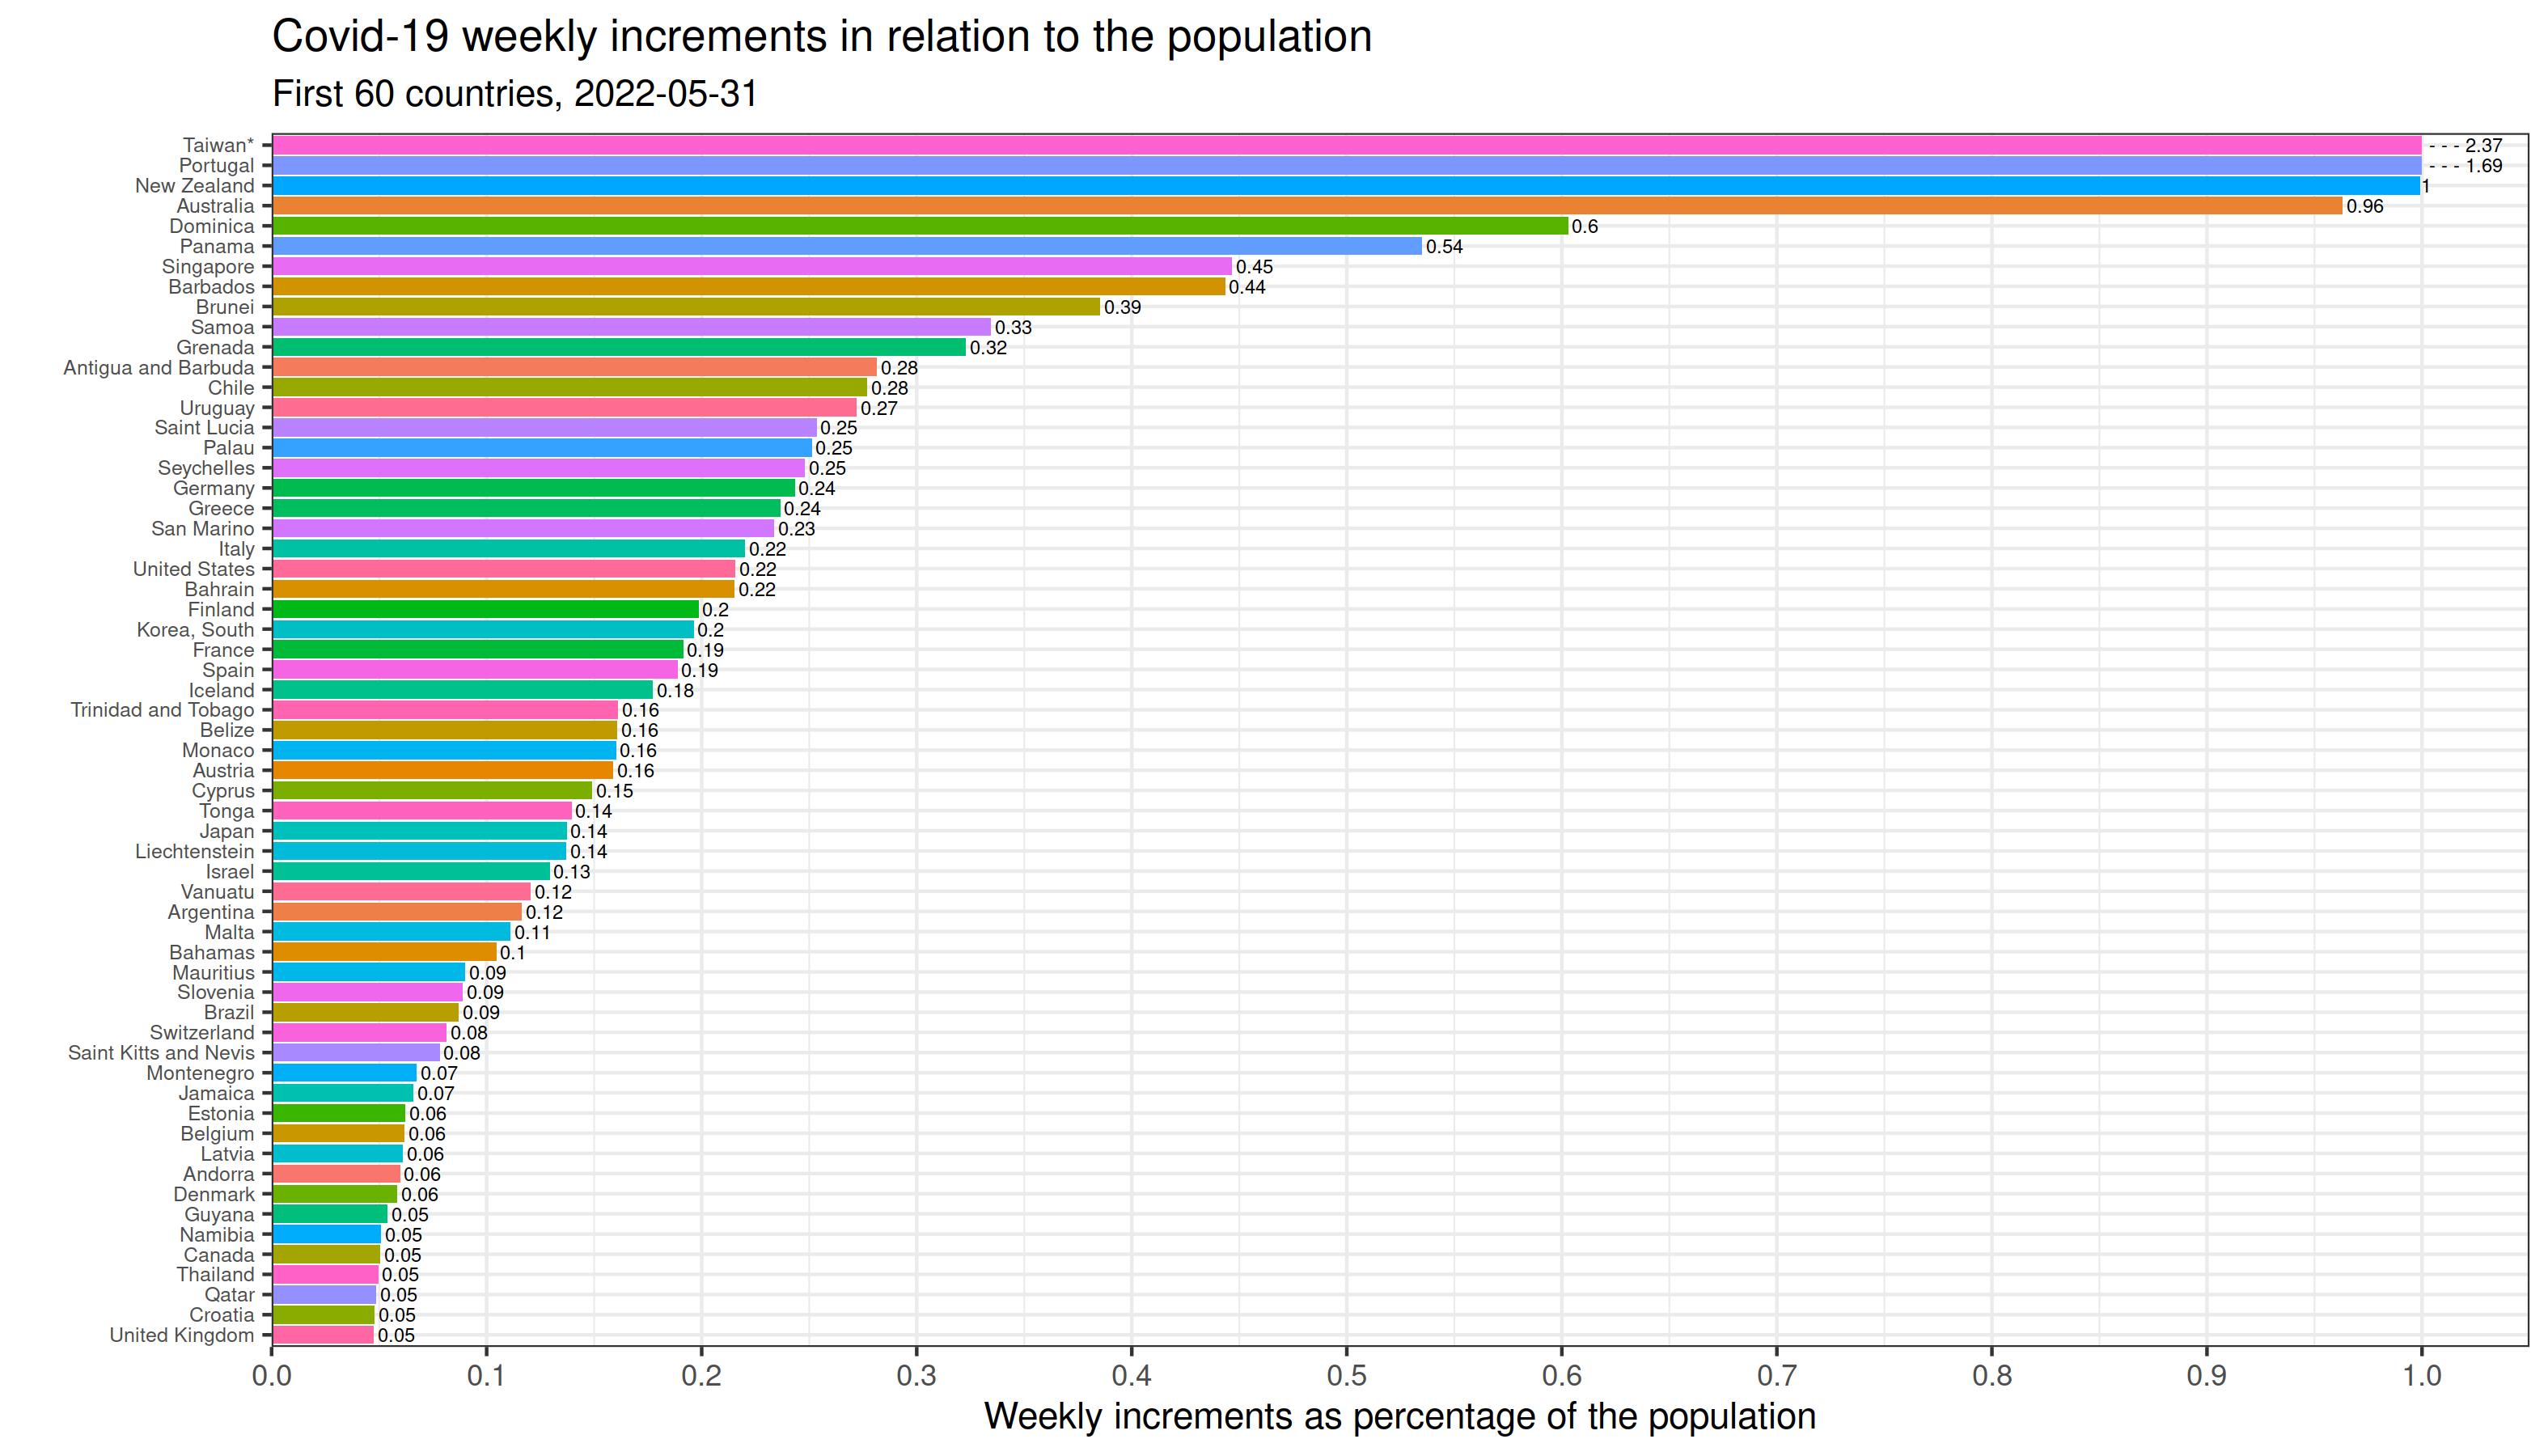 Covid-19 weekly increments in relation to the population
First 60 countries, 2022-05-31
Taiwan* - - - 2.37
Portugal - - - 1.69
New Zealand 1
Australia 0.96
Dominica 0.6
Panama 0.54
Singapore 0.45
Barbados 0.44
Brunei 0.39
Samoa 0.33
Grenada 0.32
Antigua and Barbuda 0.28
Chile 0.28
Uruguay 0.27
Saint Lucia 0.25
Palau 0.25
Seychelles 0.25
Germany 0.24
Greece 0.24
San Marino 0.23
Italy 0.22
United States 0.22
Bahrain 0.22
Finland 0.2
Korea, South 0.2
France 0.19
Spain 0.19
Iceland 0.18
Trinidad and Tobago 0.16
Belize 0.16
Monaco 0.16
Austria 0.16
Cyprus 0.15
Tonga 0.14
Japan 0.14
Liechtenstein 0.14
Israel 0.13
Vanuatu 0.12
Argentina 0.12
Malta 0.11
Bahamas 0.1
Mauritius 0.09
Slovenia 0.09
Brazil 0.09
Switzerland 0.08
Saint Kitts and Nevis 0.08
Montenegro 0.07
Jamaica 0.07
Estonia 0.06
Belgium 0.06
Latvia 0.06
Andorra 0.06
Denmark 0.06
Guyana 0.05
Namibia 0.05
Canada 0.05
Thailand 0.05
Qatar 0.05
Croatia 0.05
United Kingdom 0.05
0.0 0.1 0.2 0.3 0.4 0.5 0.6 0.7 0.8 0.9 1.0
Weekly increments as percentage of the population